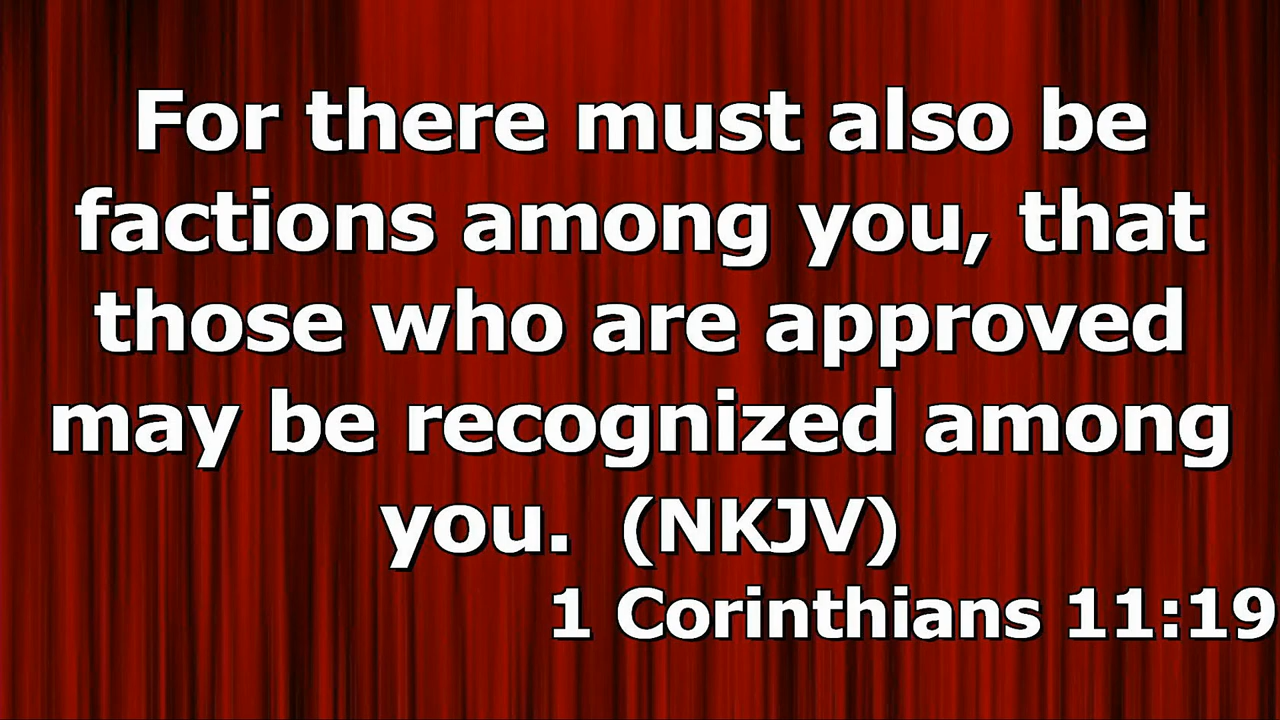 For there must also be
factions among you, that
those who are approved
may be recognized among
you.  (NKJV)
1 Corinthians 11:19